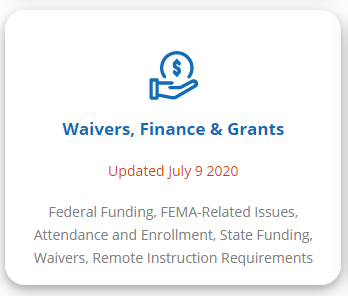 Waivers, Finance & Grants
Updated July 9 2020
Federal Funding, FEMA-Related Issues,
Attendance and Enrollment, State Funding,
Waivers, Remote Instruction Requirements